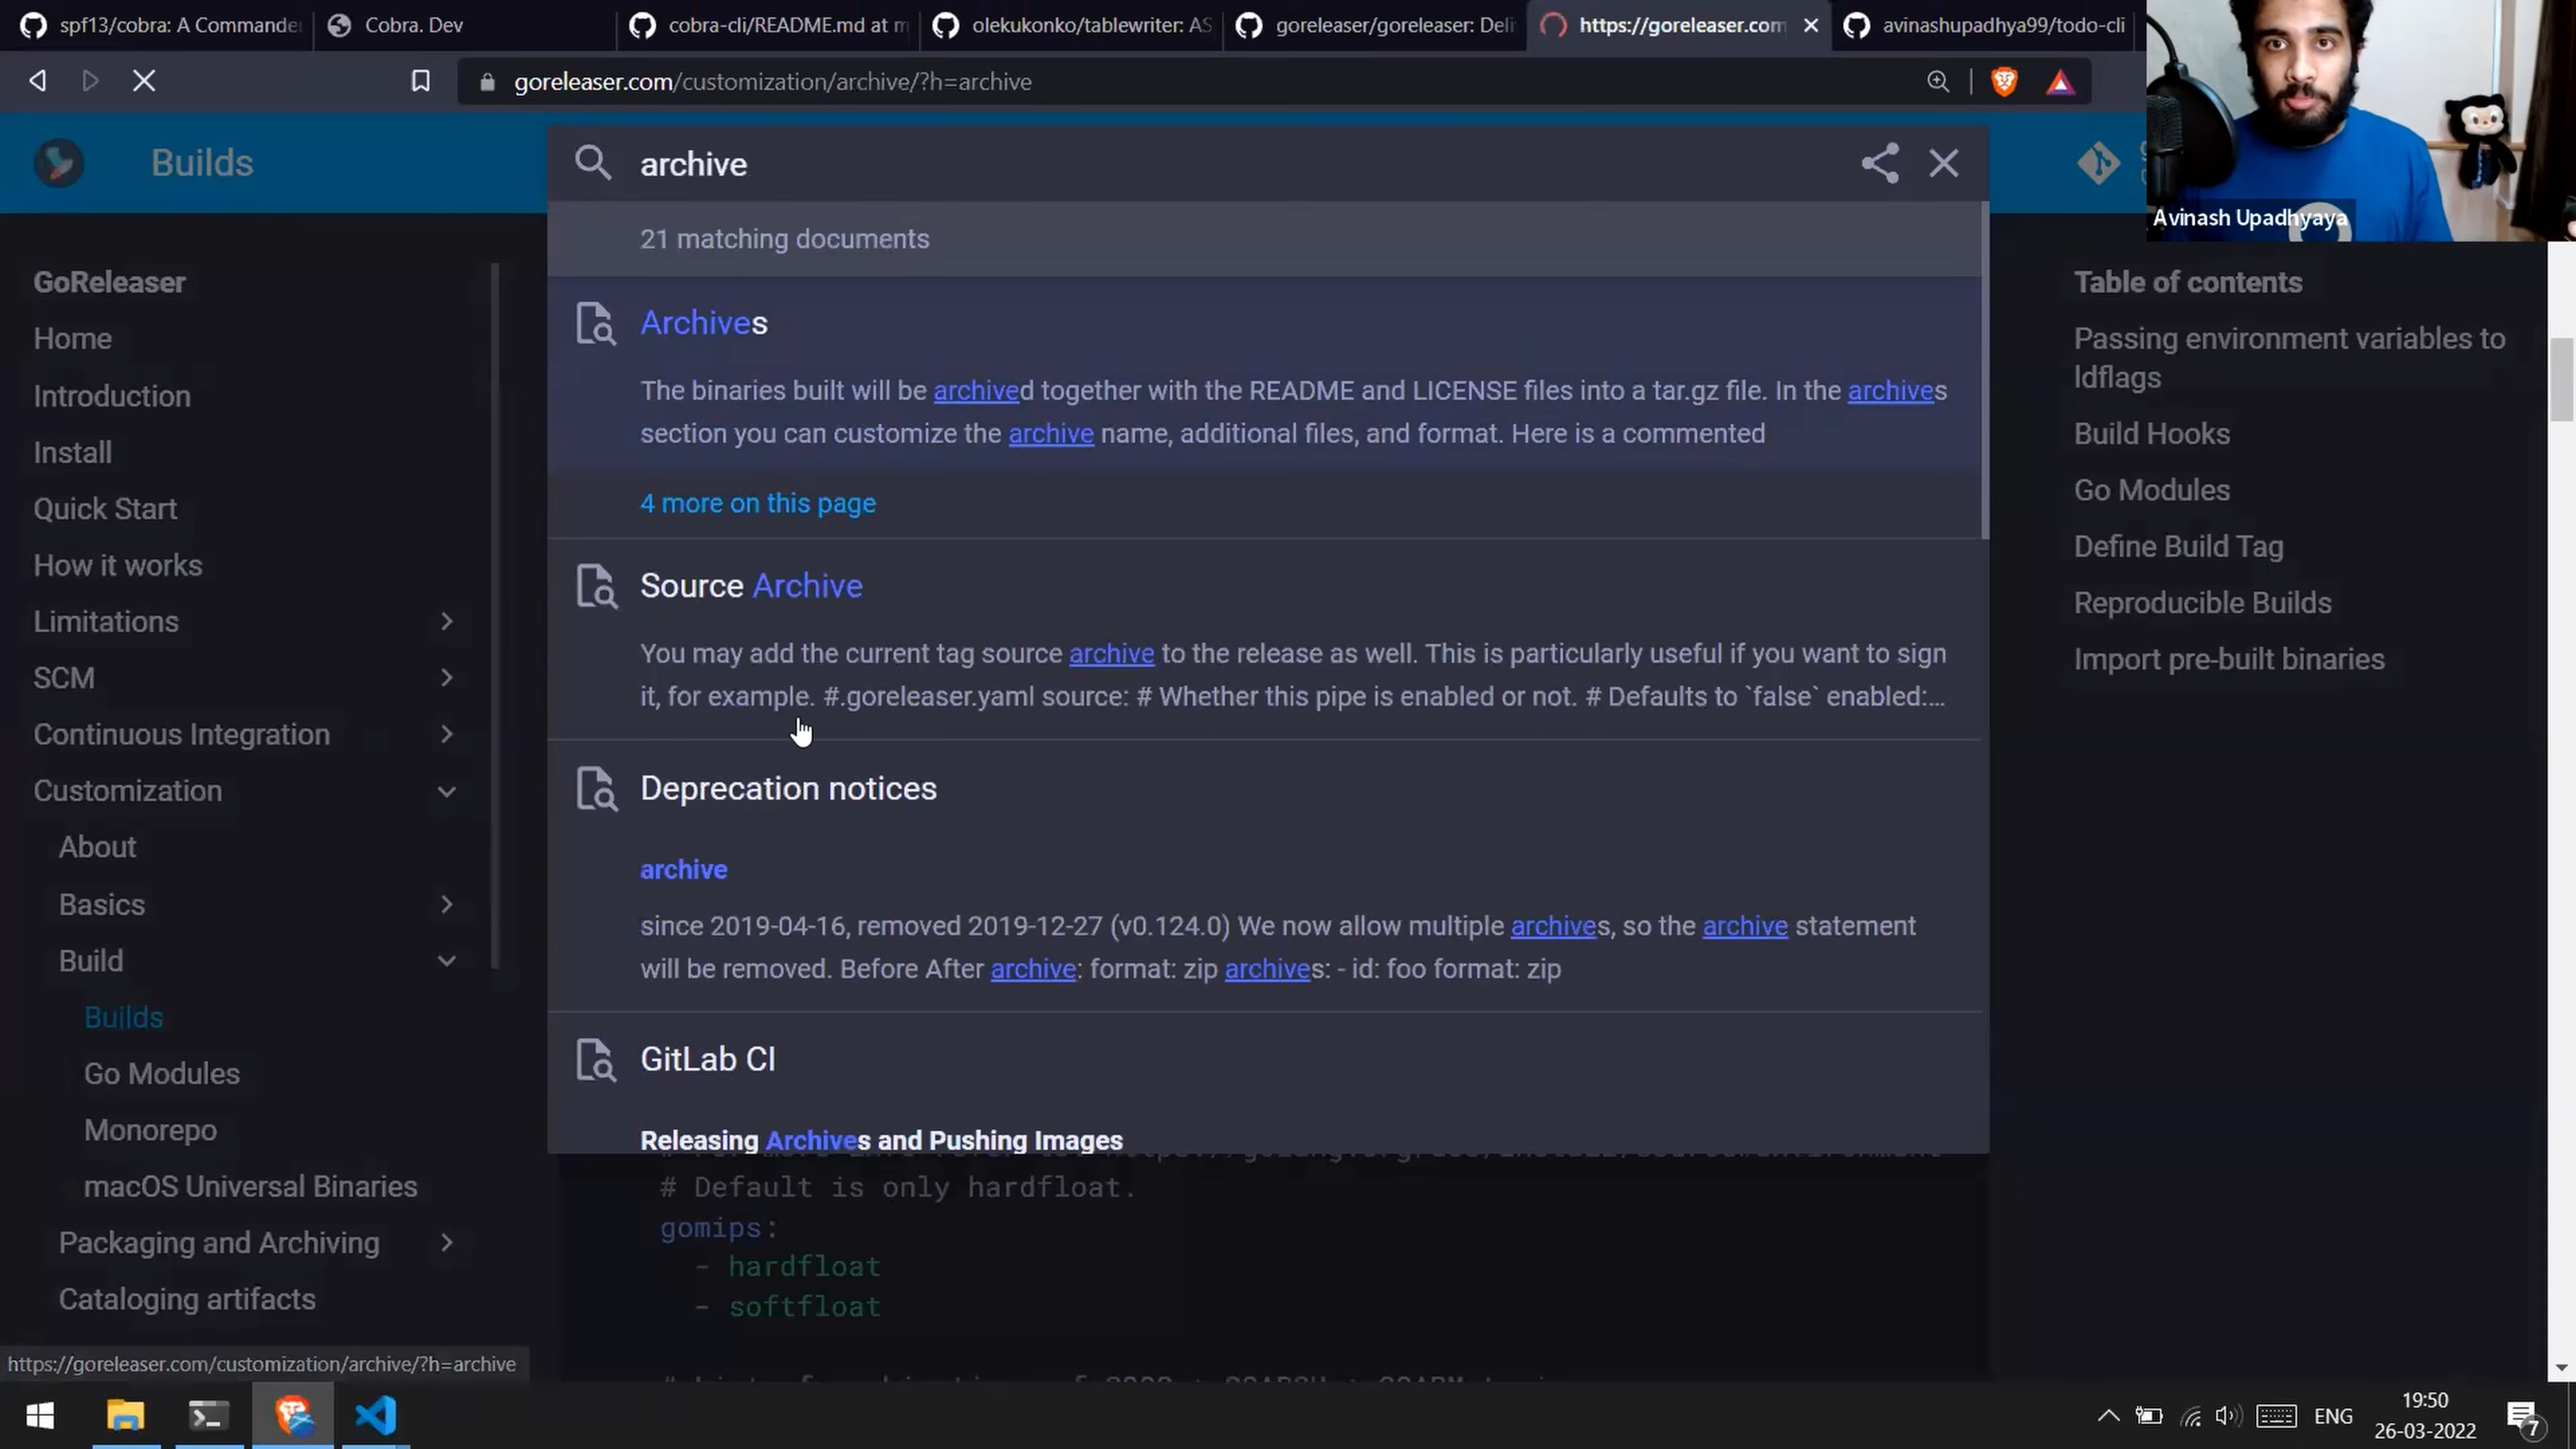 spf13/cobra: A Commander
Cobra. Dev
cobra-cli/README.md at m
olekukonko/tablewriter: AS
goreleaser/goreleaser: Deli
https://goreleaser.com
avinashupadhya99/todo-cli
goreleaser.com/customization/archive/?h=archive
Builds
archive
Avinash Upadhyaya
21 matching documents
GoReleaser
Home
Introduction
Install
Quick Start
How it works
Limitations
SCM
Continuous Integration
Customization
About
Basics
Build
Builds
Go Modules
Monorepo
macOS Universal Binaries
Packaging and Archiving
Cataloging artifacts
Archives
The binaries built will be archived together with the README and LICENSE files into a tar.gz file. In the archives
section you can customize the archive name, additional files, and format. Here is a commented
4 more on this page
Source Archive
You may add the current tag source archive to the release as well. This is particularly useful if you want to sign
it, for example. #.goreleaser.yaml source: # Whether this pipe is enabled or not. # Defaults to `false` enabled:...
Deprecation notices
archive
since 2019-04-16, removed 2019-12-27 (v0.124.0) We now allow multiple archives, so the archive statement
will be removed. Before After archive: format: zip archives: - id: foo format: zip
GitLab CI
Releasing Archives and Pushing Images
# Default is only hardfloat.
gomips:
- hardfloat
- softfloat
Table of contents
Passing environment variables to
ldflags
Build Hooks
Go Modules
Define Build Tag
Reproducible Builds
Import pre-built binaries
https://goreleaser.com/customization/archive/?h=archive
ENG
19:50
26-03-2022
7